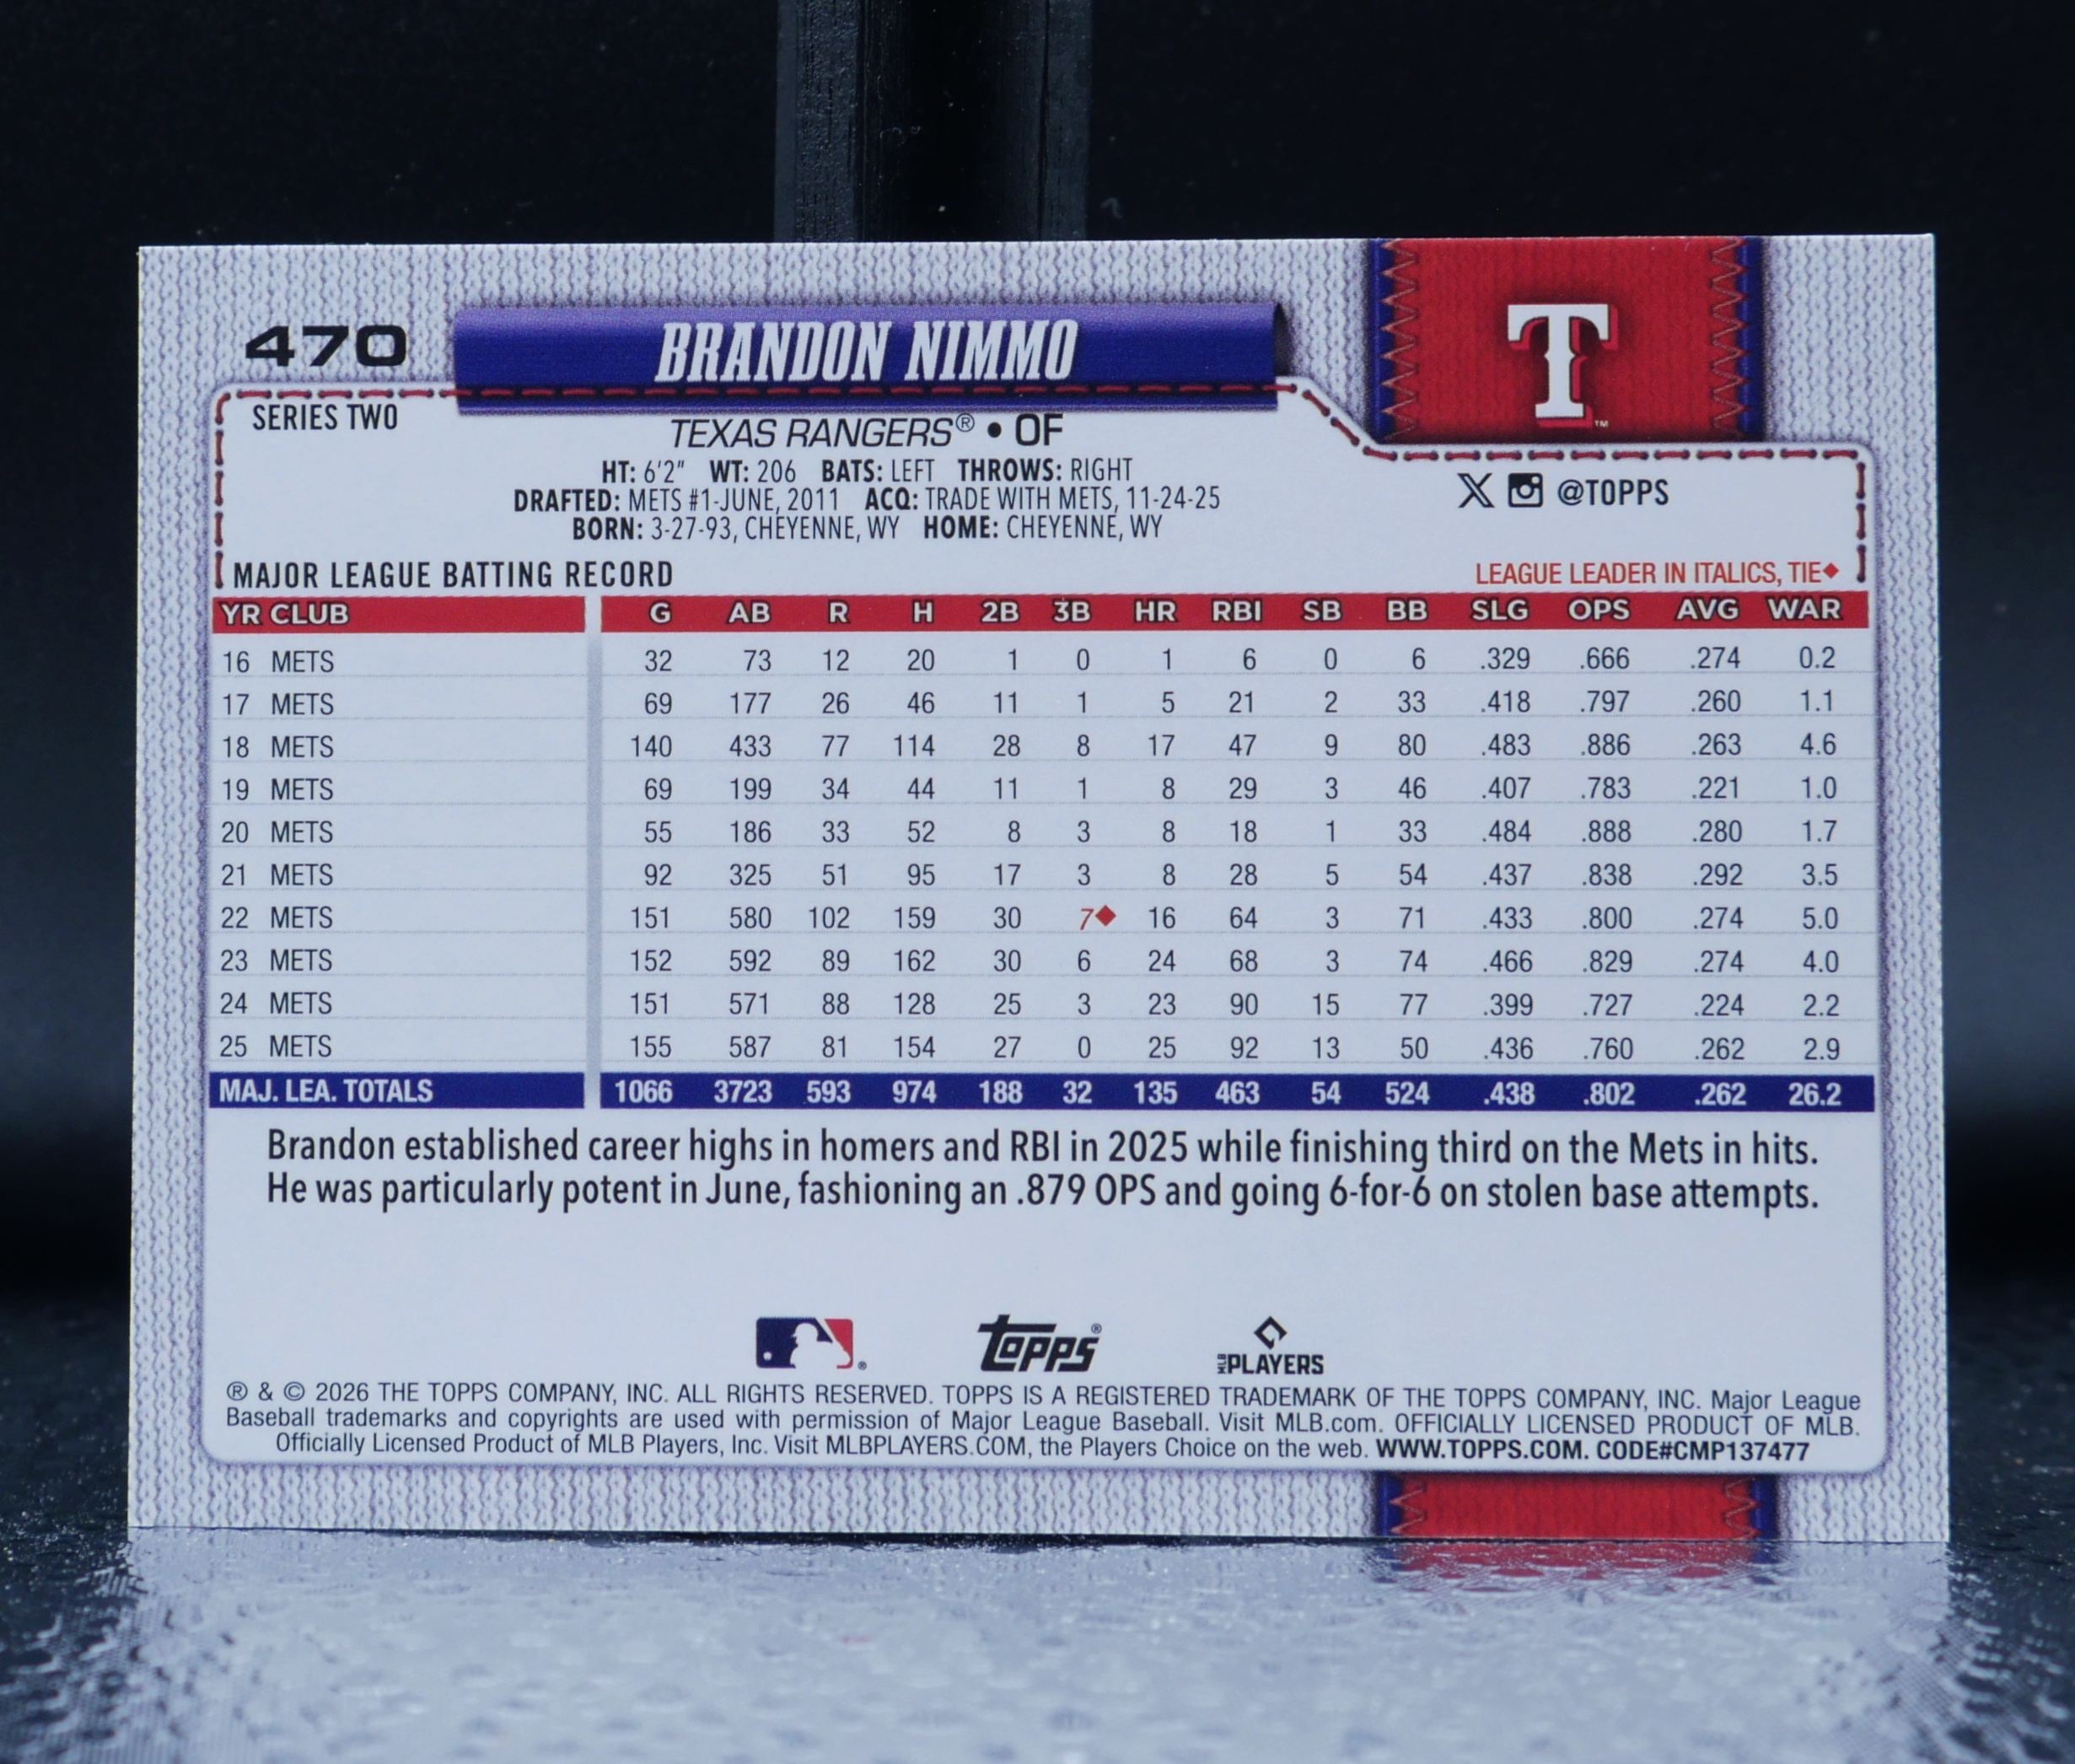 470
BRANDON NIMMO
T™
SERIES TWO
TEXAS RANGERS® • OF
HT: 6'2" WT: 206 BATS: LEFT THROWS: RIGHT
DRAFTED: METS #1-JUNE, 2011 ACQ: TRADE WITH METS, 11-24-25
BORN: 3-27-93, CHEYENNE, WY HOME: CHEYENNE, WY
X @TOPPS
MAJOR LEAGUE BATTING RECORD LEAGUE LEADER IN ITALICS, TIE◆
YR CLUB G AB R H 2B 3B HR RBI SB BB SLG OPS AVG WAR
16 METS 32 73 12 20 1 0 1 6 0 6 .329 .666 .274 0.2
17 METS 69 177 26 46 11 1 5 21 2 33 .418 .797 .260 1.1
18 METS 140 433 77 114 28 8 17 47 9 80 .483 .886 .263 4.6
19 METS 69 199 34 44 11 1 8 29 3 46 .407 .783 .221 1.0
20 METS 55 186 33 52 8 3 8 18 1 33 .484 .888 .280 1.7
21 METS 92 325 51 95 17 3 8 28 5 54 .437 .838 .292 3.5
22 METS 151 580 102 159 30 7◆ 16 64 3 71 .433 .800 .274 5.0
23 METS 152 592 89 162 30 6 24 68 3 74 .466 .829 .274 4.0
24 METS 151 571 88 128 25 3 23 90 15 77 .399 .727 .224 2.2
25 METS 155 587 81 154 27 0 25 92 13 50 .436 .760 .262 2.9
MAJ. LEA. TOTALS 1066 3723 593 974 188 32 135 463 54 524 .438 .802 .262 26.2
Brandon established career highs in homers and RBI in 2025 while finishing third on the Mets in hits.
He was particularly potent in June, fashioning an .879 OPS and going 6-for-6 on stolen base attempts.
® TOPPS® MLB PLAYERS
® & © 2026 THE TOPPS COMPANY, INC. ALL RIGHTS RESERVED. TOPPS IS A REGISTERED TRADEMARK OF THE TOPPS COMPANY, INC. Major League
Baseball trademarks and copyrights are used with permission of Major League Baseball. Visit MLB.com. OFFICIALLY LICENSED PRODUCT OF MLB.
Officially Licensed Product of MLB Players, Inc. Visit MLBPLAYERS.COM, the Players Choice on the web. WWW.TOPPS.COM. CODE#CMP137477